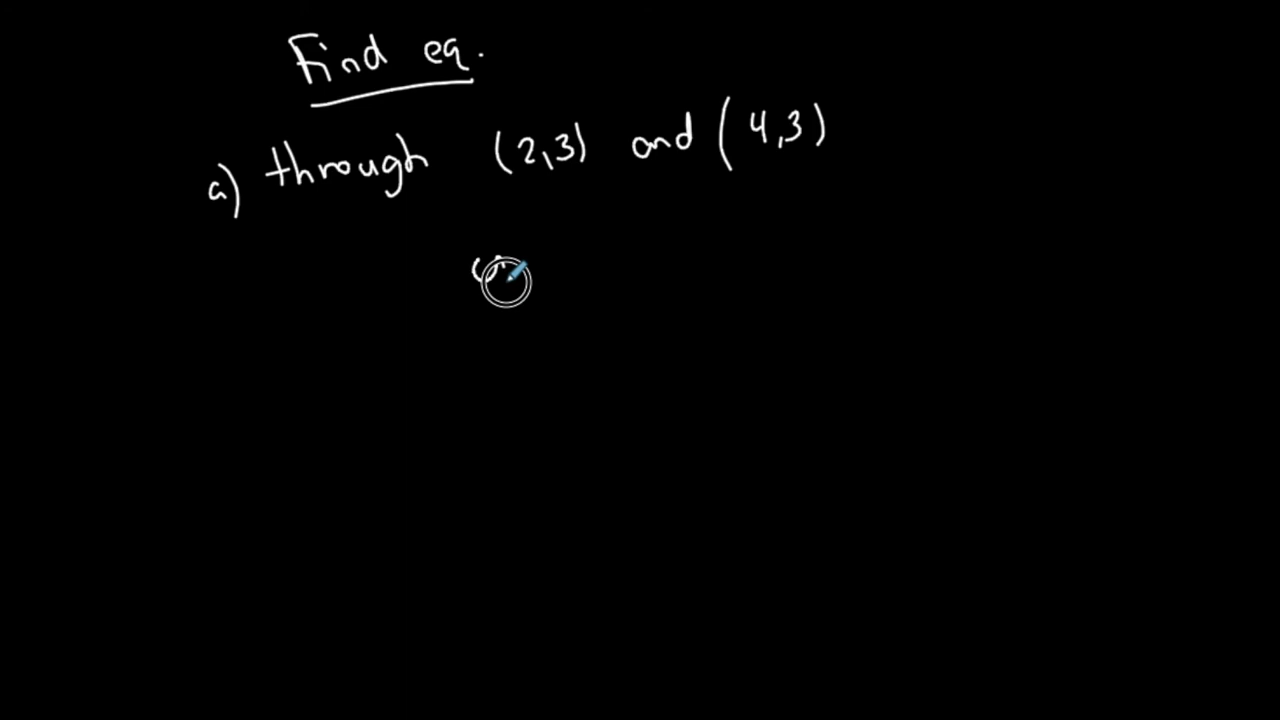 Find eq.
a) through (2,3) and (4,3)